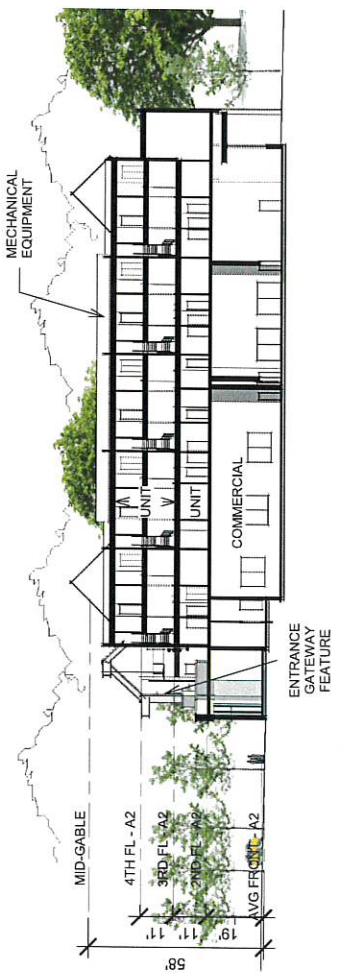 MECHANICAL
EQUIPMENT
UNIT
UNIT
COMMERCIAL
ENTRANCE
GATEWAY
FEATURE
MID-GABLE
4TH FL - A2
3RD FL - A2
2ND FL - A2
AVG FRONT - A2
11'
11'
19'
58'